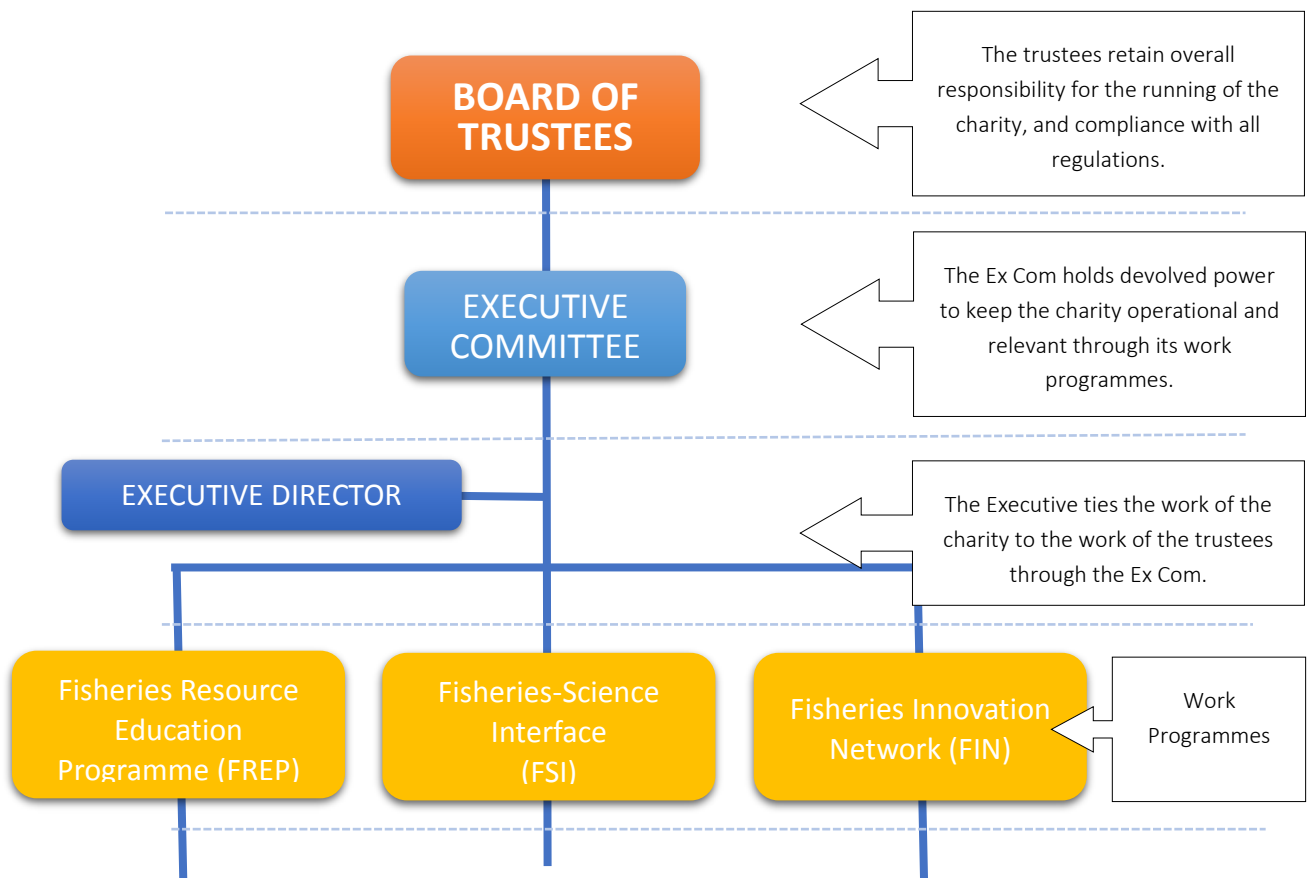 BOARD OF
TRUSTEES
The trustees retain overall
responsibility for the running of the
charity, and compliance with all
regulations.
EXECUTIVE
COMMITTEE
The Ex Com holds devolved power
to keep the charity operational and
relevant through its work
programmes.
EXECUTIVE DIRECTOR
The Executive ties the work of the
charity to the work of the trustees
through the Ex Com.
Fisheries Resource
Education
Programme (FREP)
Fisheries-Science
Interface
(FSI)
Fisheries Innovation
Network (FIN)
Work
Programmes